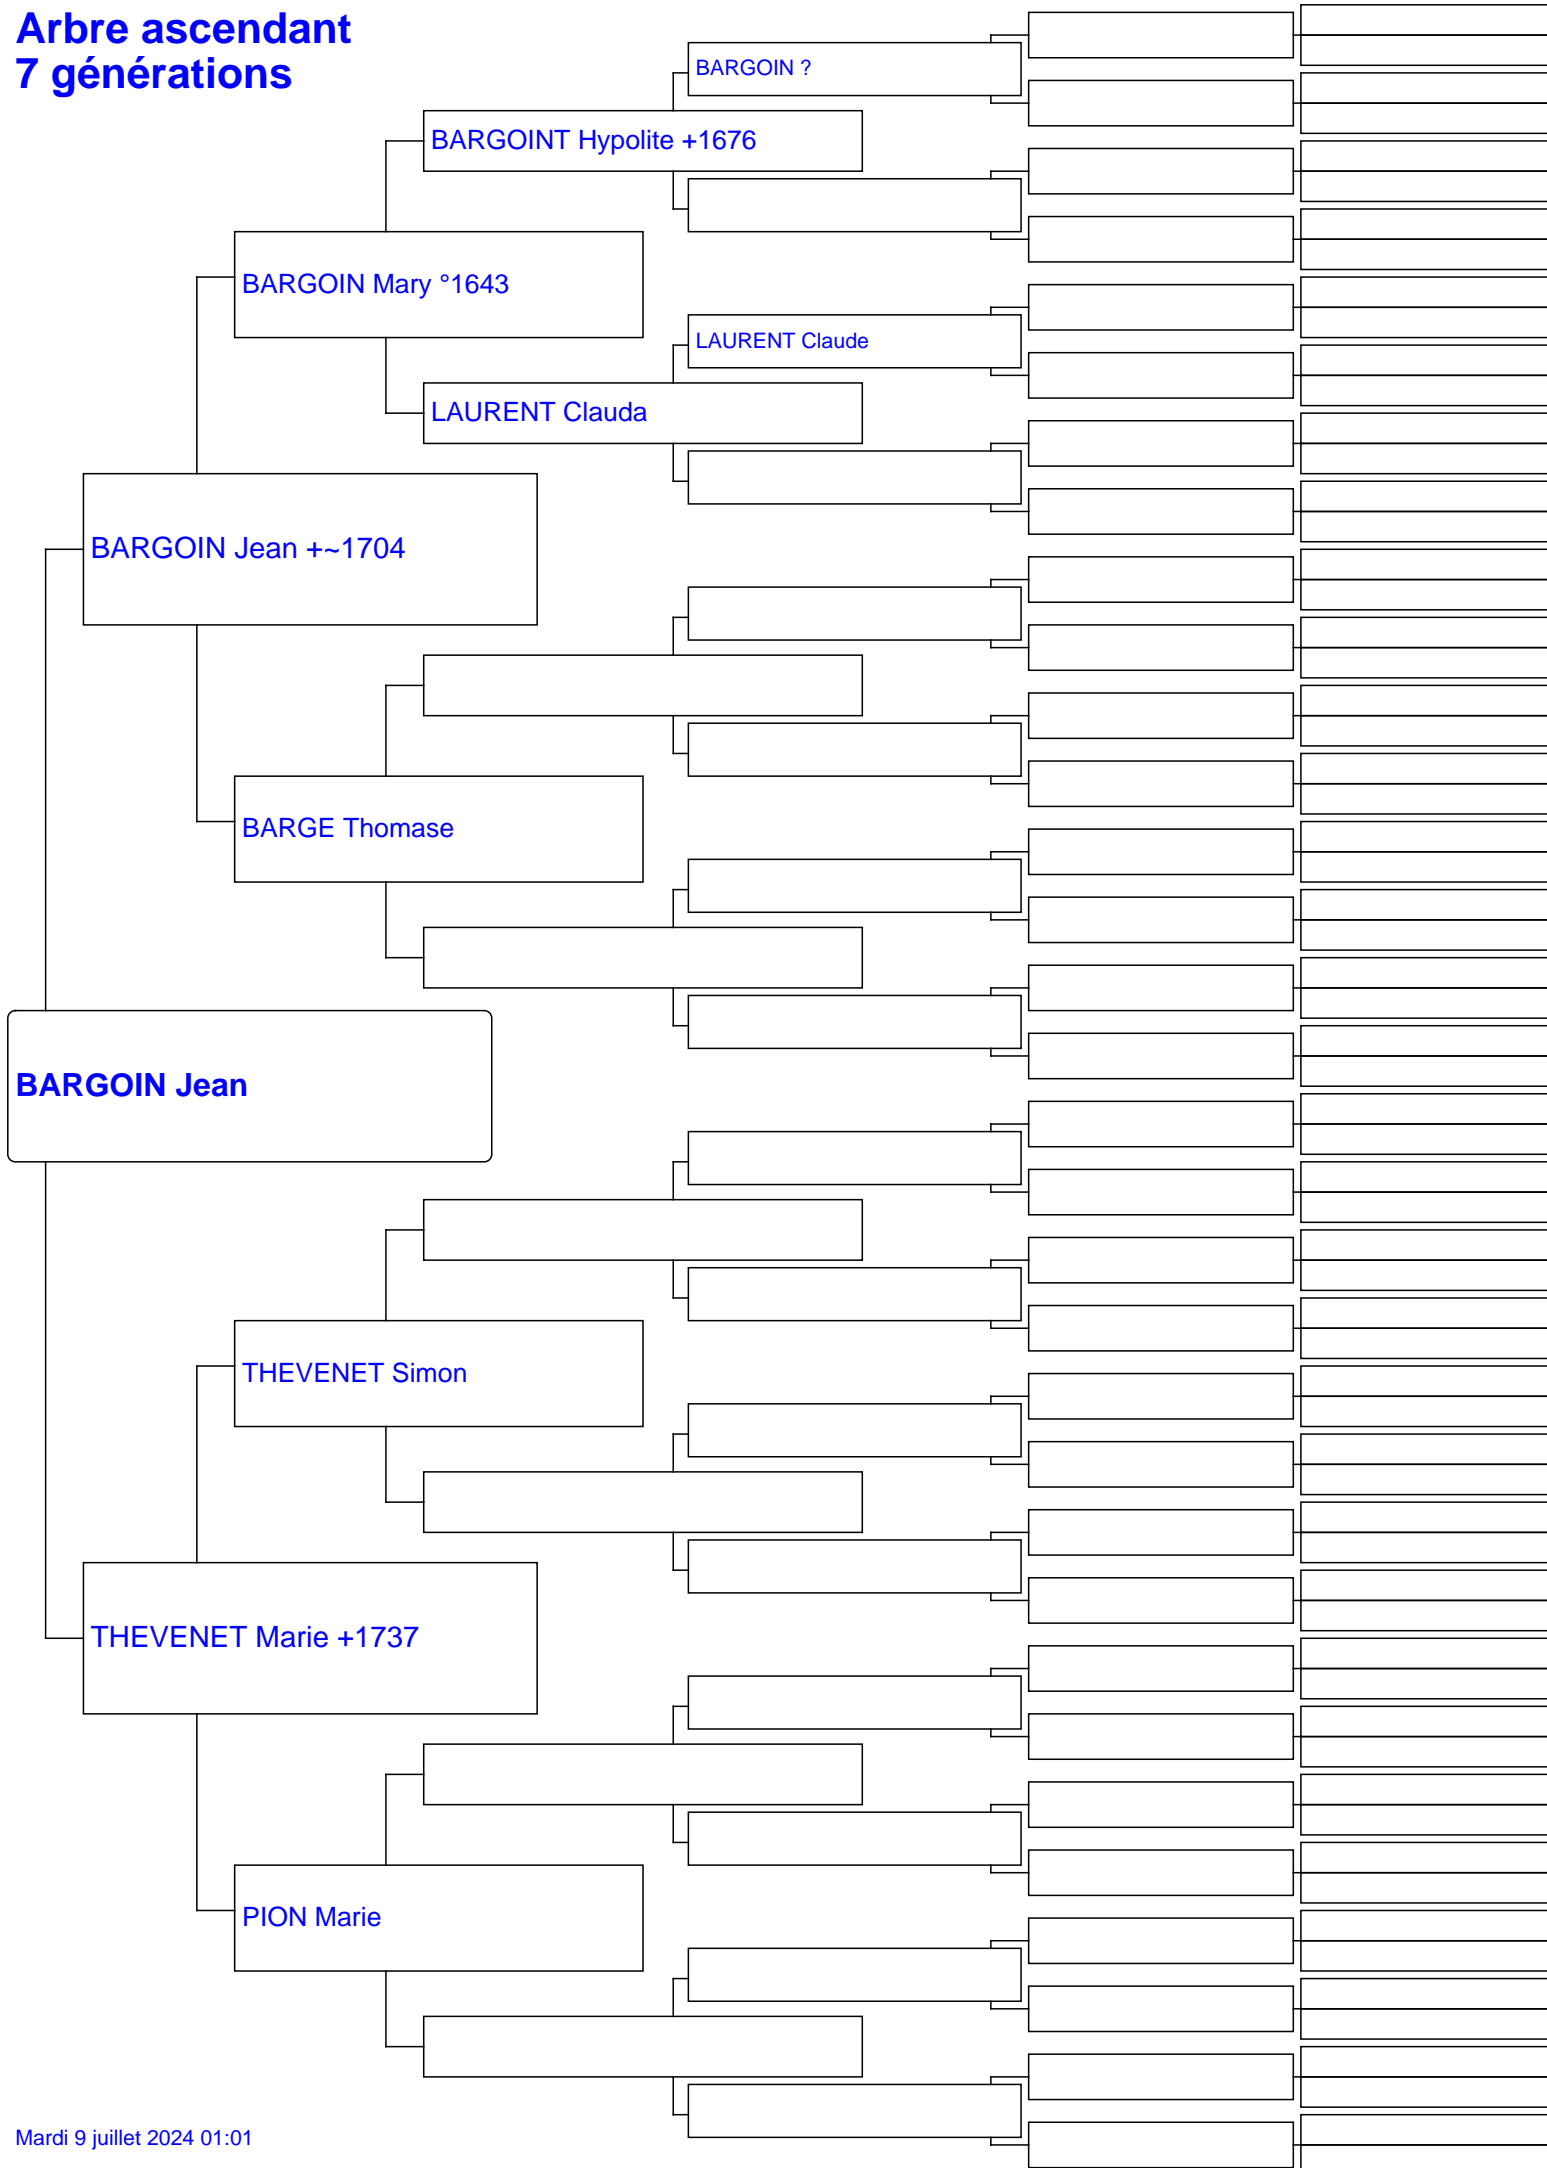 Arbre ascendant
7 générations
BARGOIN ?
BARGOINT Hypolite +1676
BARGOIN Mary °1643
LAURENT Claude
LAURENT Clauda
BARGOIN Jean +~1704
BARGE Thomase
BARGOIN Jean
THEVENET Simon
THEVENET Marie +1737
PION Marie
Mardi 9 juillet 2024 01:01